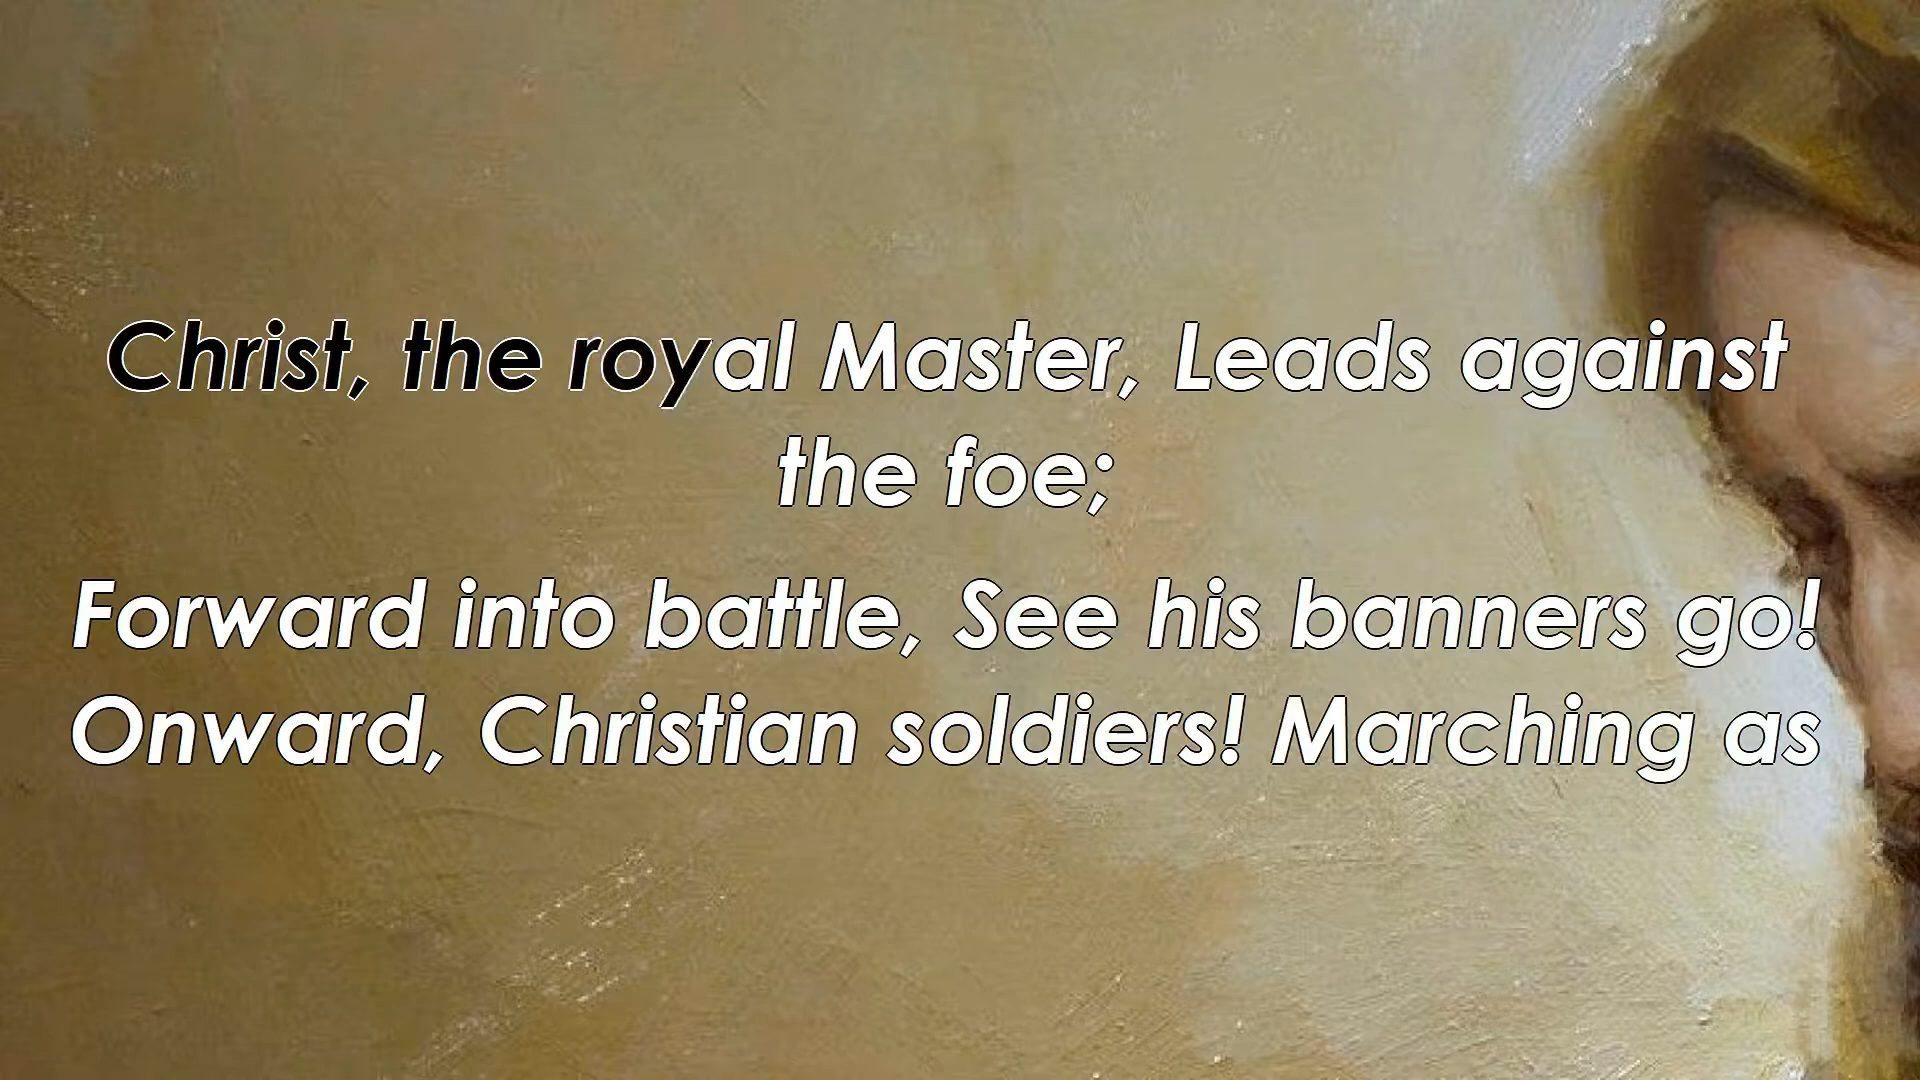 Christ, the royal Master, Leads against
the foe;
Forward into battle, See his banners go!
Onward, Christian soldiers! Marching as